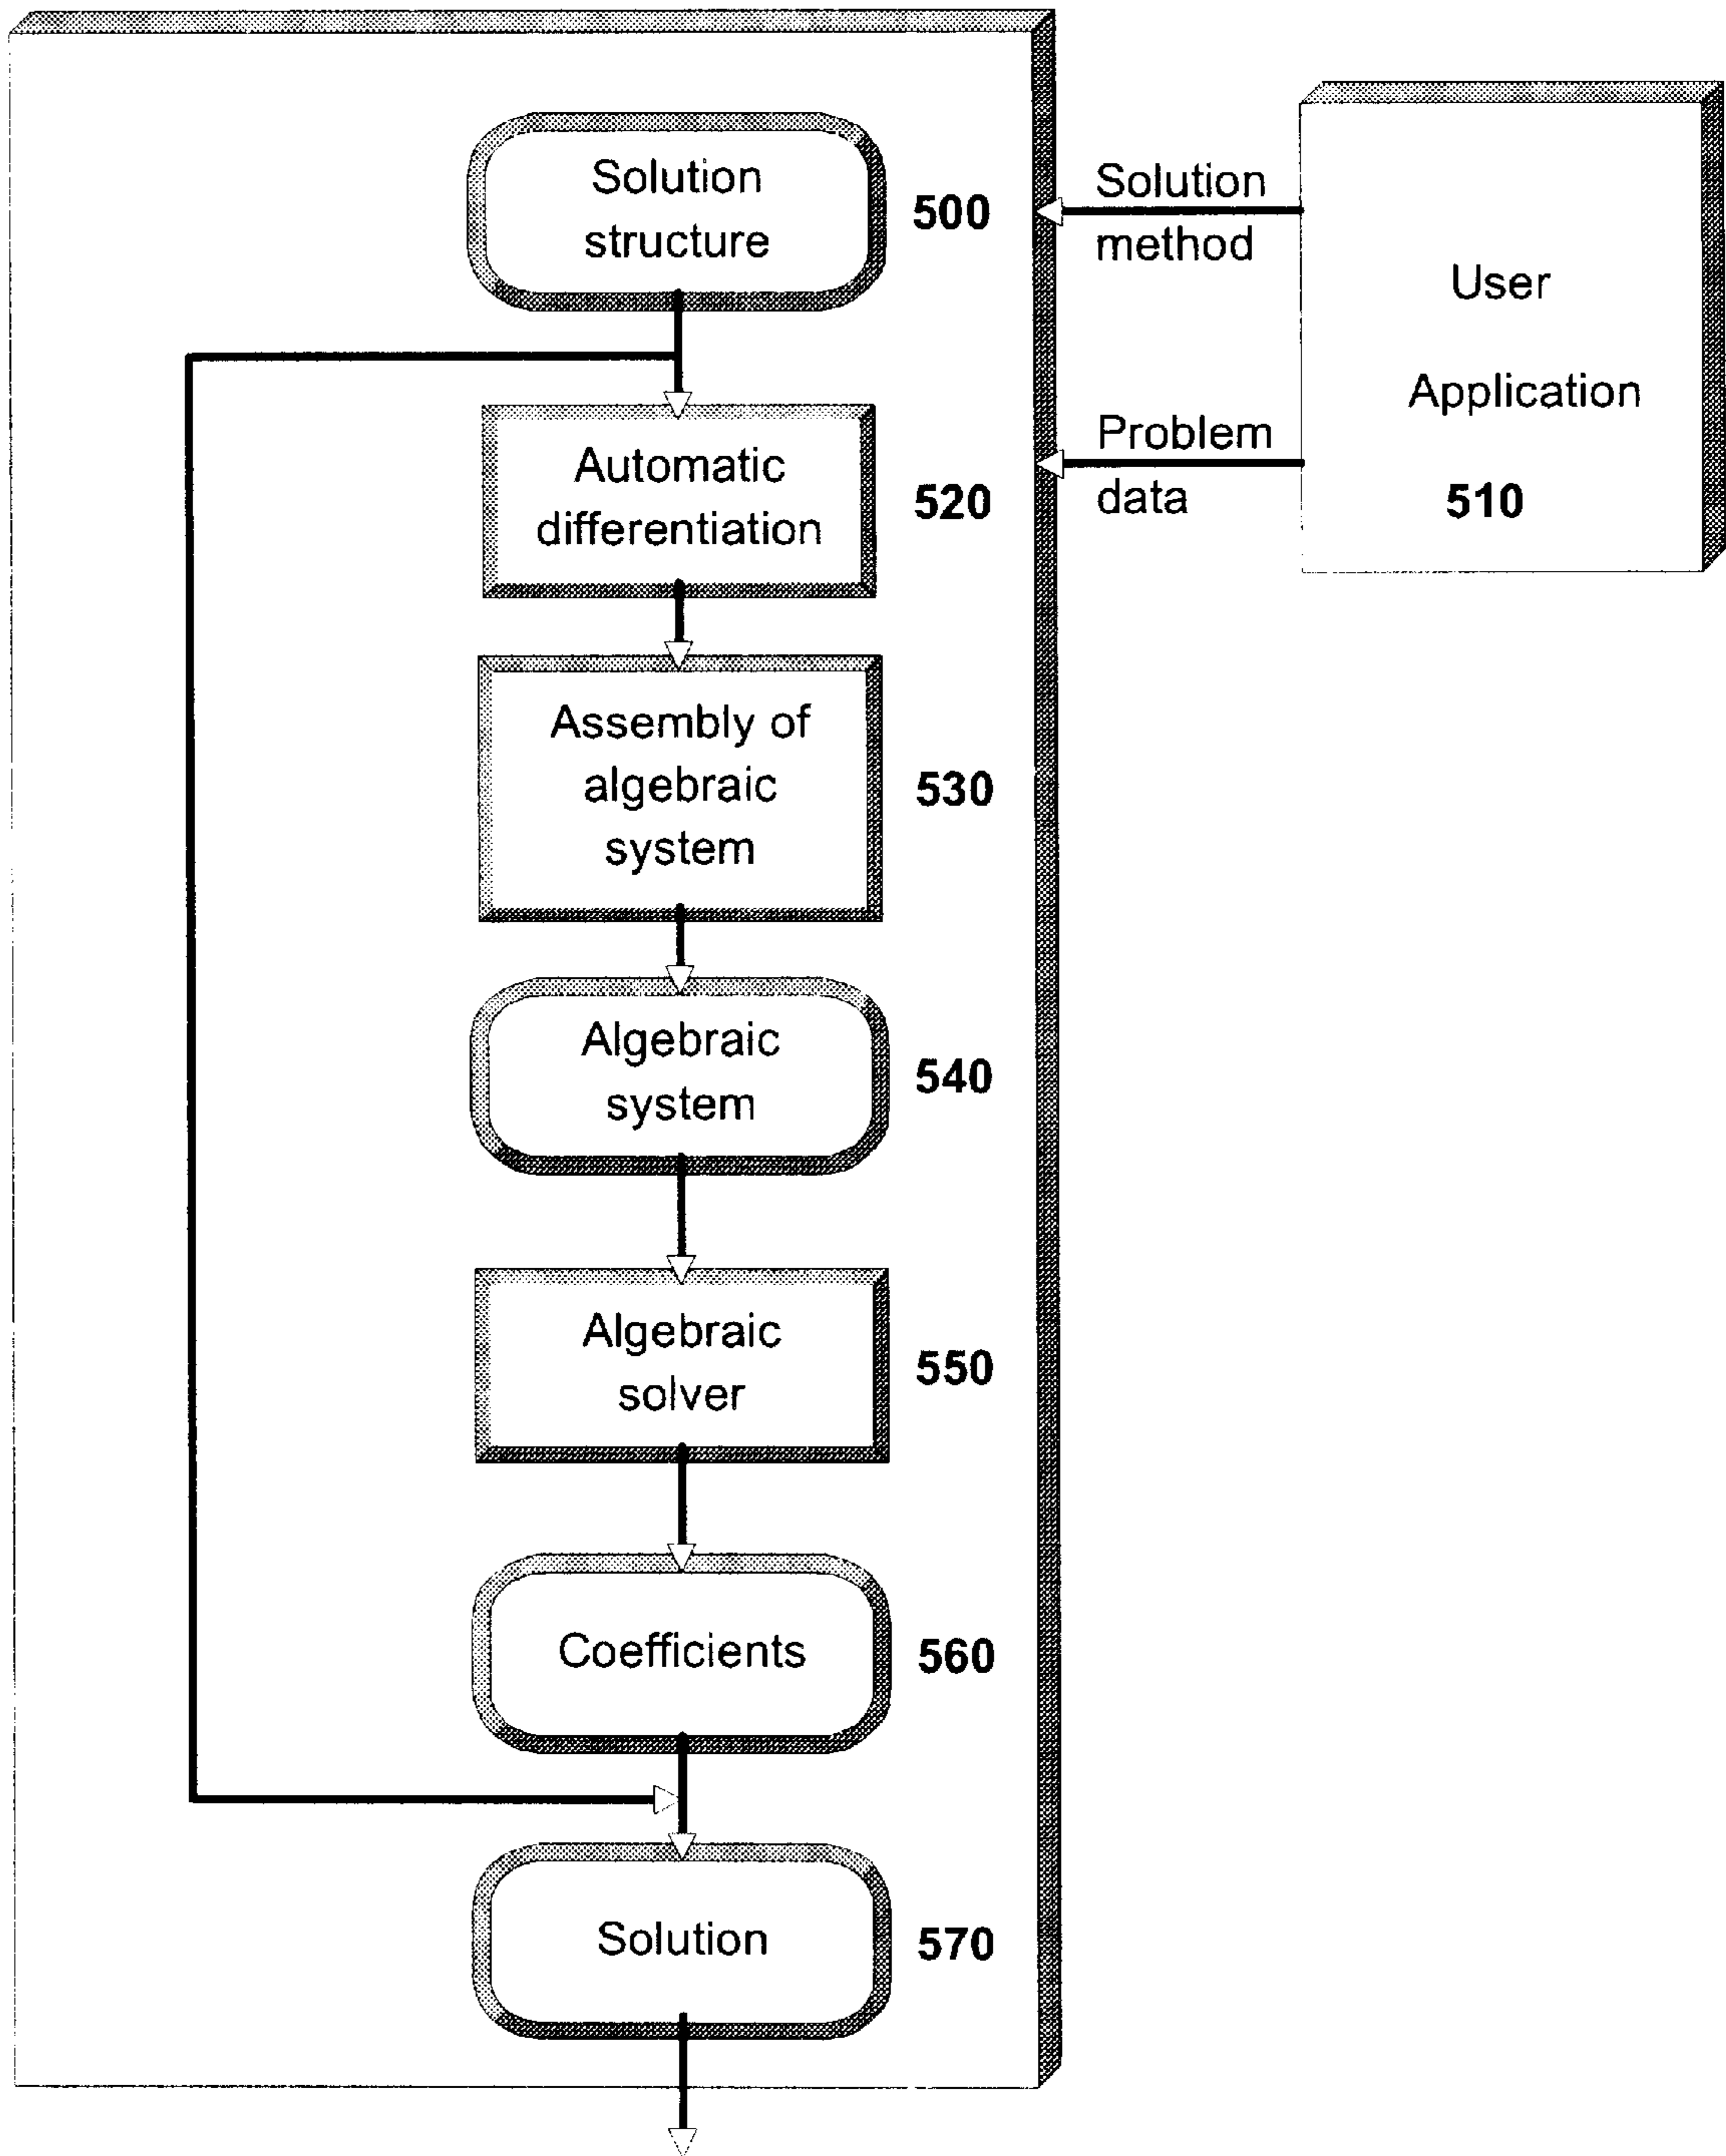 Solution
structure
500
Solution
method
User
Application
510
Problem
data
Automatic
differentiation
520
Assembly of
algebraic
system
530
Algebraic
system
540
Algebraic
solver
550
Coefficients
560
Solution
570